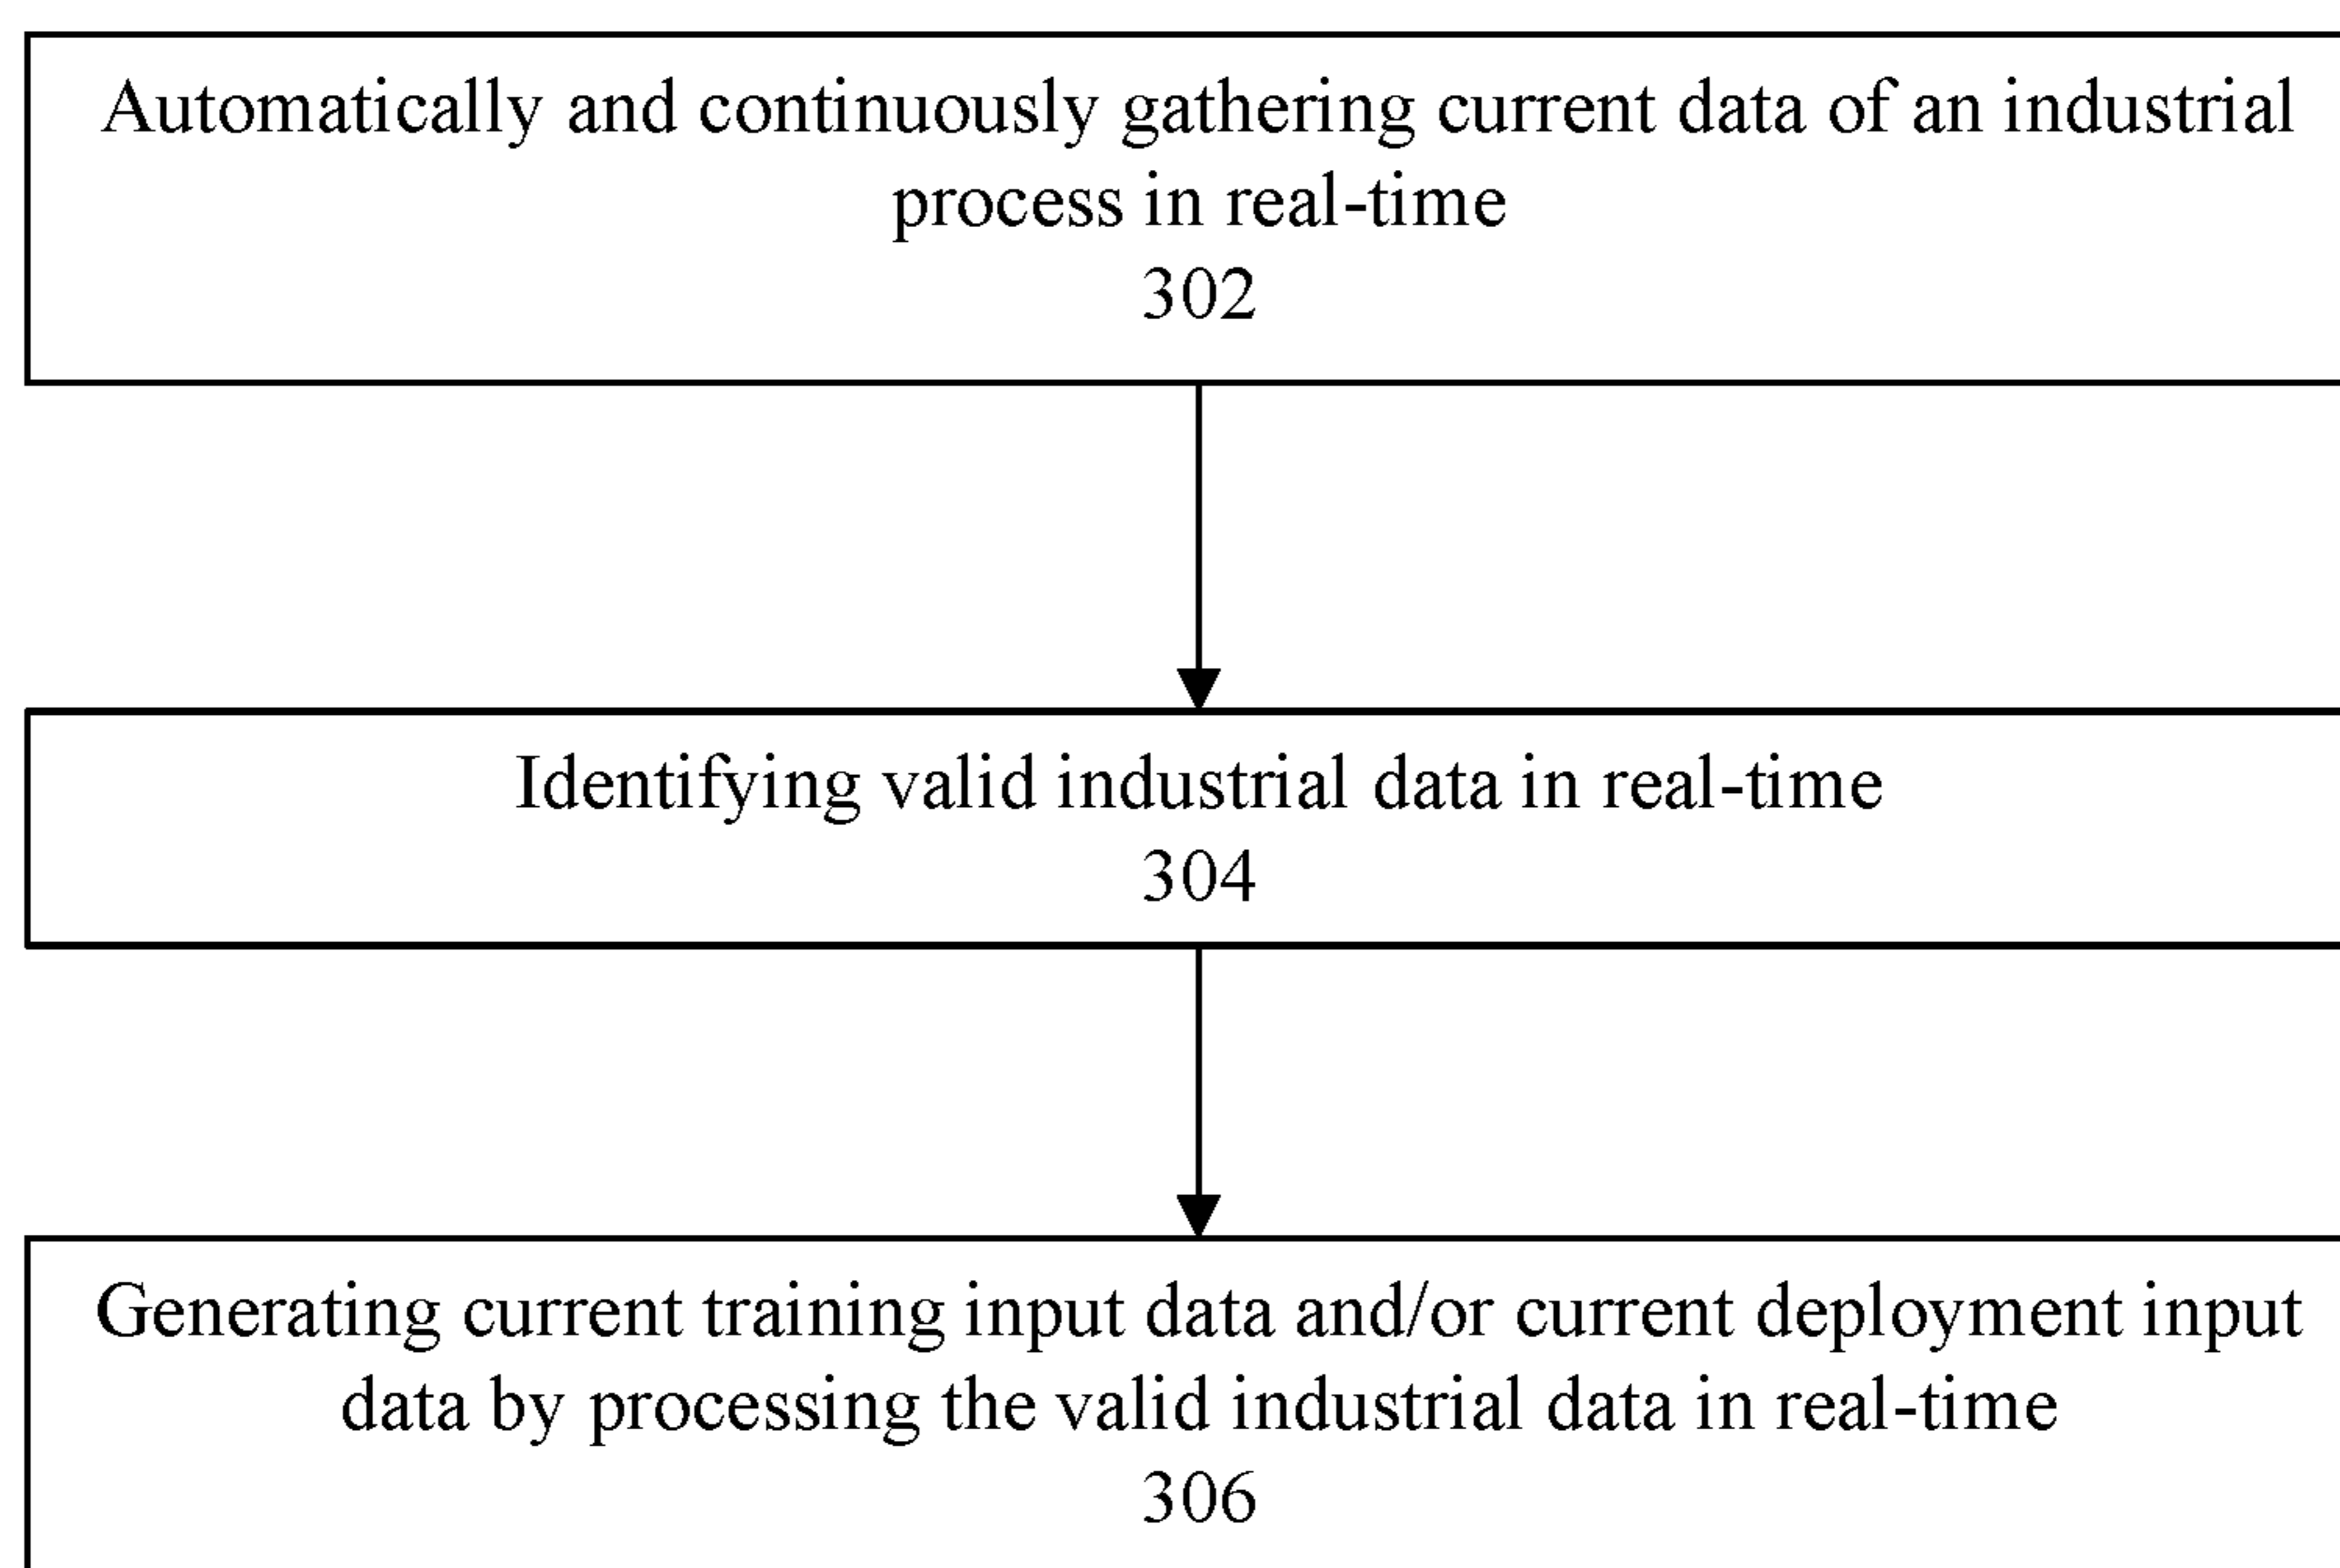 Automatically and continuously gathering current data of an industrial
process in real-time
302
Identifying valid industrial data in real-time
304
Generating current training input data and/or current deployment input
data by processing the valid industrial data in real-time
306